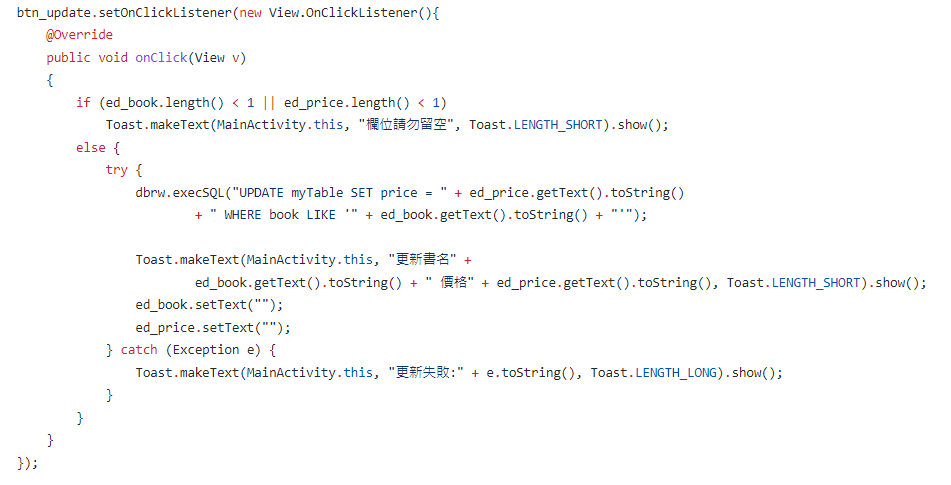 btn_update.setOnClickListener(new View.OnClickListener(){
    @Override
    public void onClick(View v)
    {
        if (ed_book.length() < 1 || ed_price.length() < 1)
            Toast.makeText(MainActivity.this, "欄位請勿留空", Toast.LENGTH_SHORT).show();
        else {
            try {
                dbrw.execSQL("UPDATE myTable SET price = " + ed_price.getText().toString()
                        + " WHERE book LIKE '" + ed_book.getText().toString() + "'");

                Toast.makeText(MainActivity.this, "更新書名" +
                        ed_book.getText().toString() + " 價格" + ed_price.getText().toString(), Toast.LENGTH_SHORT).show();
                ed_book.setText("");
                ed_price.setText("");
            } catch (Exception e) {
                Toast.makeText(MainActivity.this, "更新失敗:" + e.toString(), Toast.LENGTH_LONG).show();
            }
        }
    }
});